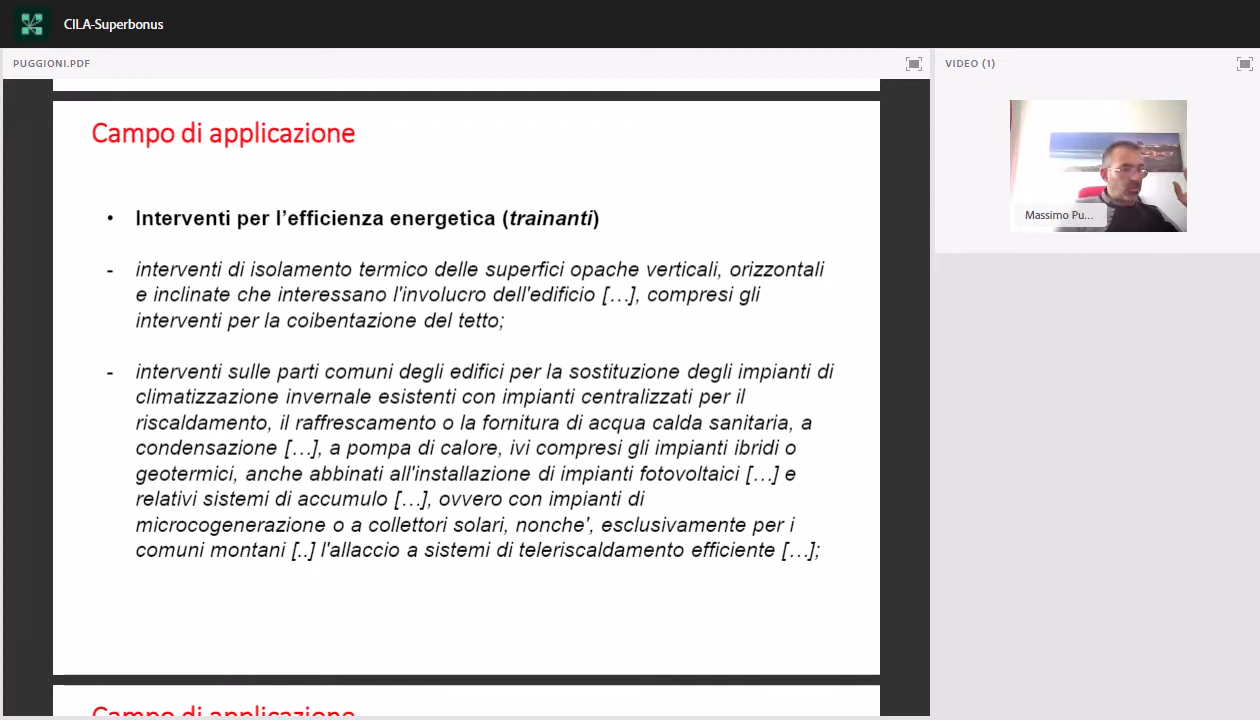 CILA-Superbonus
PUGGIONI.PDF
VIDEO (1)
Campo di applicazione
• Interventi per l'efficienza energetica (trainanti)
- interventi di isolamento termico delle superfici opache verticali, orizzontali
e inclinate che interessano l'involucro dell'edificio […], compresi gli
interventi per la coibentazione del tetto;
- interventi sulle parti comuni degli edifici per la sostituzione degli impianti di
climatizzazione invernale esistenti con impianti centralizzati per il
riscaldamento, il raffrescamento o la fornitura di acqua calda sanitaria, a
condensazione […], a pompa di calore, ivi compresi gli impianti ibridi o
geotermici, anche abbinati all'installazione di impianti fotovoltaici […] e
relativi sistemi di accumulo […], ovvero con impianti di
microcogenerazione o a collettori solari, nonche', esclusivamente per i
comuni montani [..] l'allaccio a sistemi di teleriscaldamento efficiente […];
Massimo Pu...
Campo di applicazione